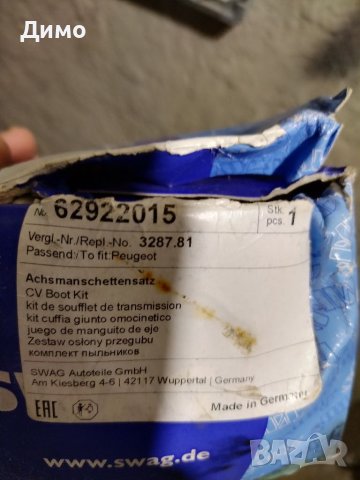 Димо
Nr. 62922015
Stk.
pcs. 1
Vergl.-Nr./Repl.-No. 3287.81
Passend:/To fit:Peugeot
Achsmanschettensatz
CV Boot Kit
kit de soufflet de transmission
kit cuffia giunto omocinetico
juego de manguito de eje
Zestaw osłony przegubu
комплект пыльников
SWAG Autoteile GmbH
Am Kiesberg 4-6 | 42117 Wuppertal | Germany
EAC
Made in Germany
www.swag.de
BAZAR